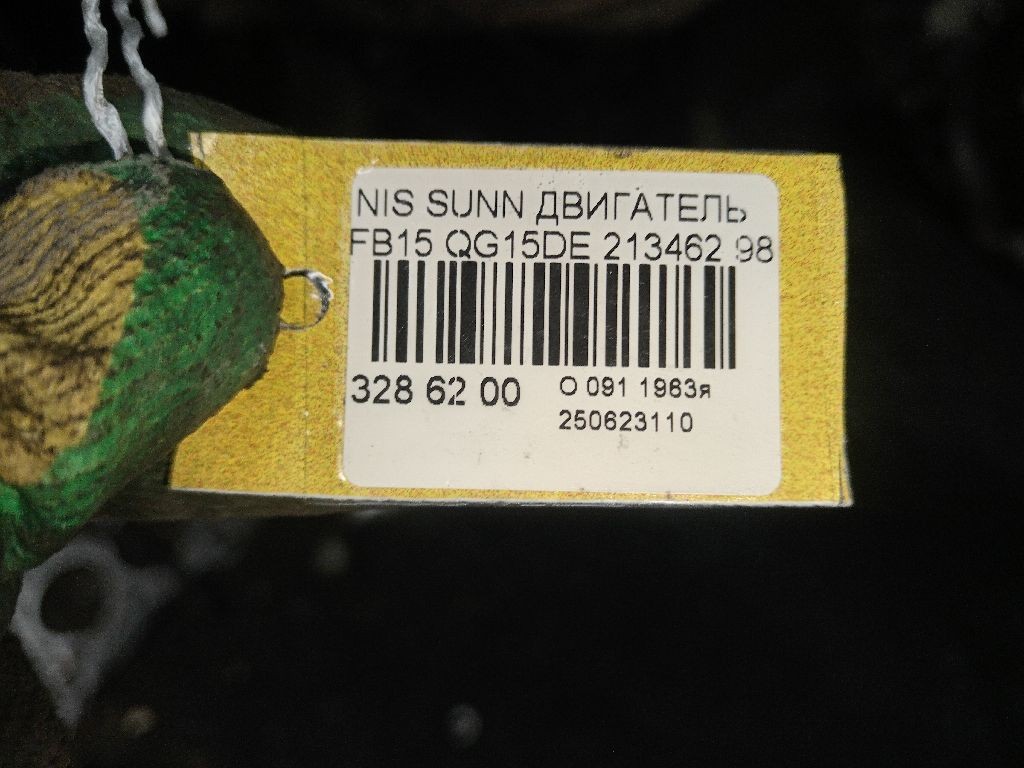 NIS SUNN ДВИГАТЕЛЬ
FB15 QG15DE 213462 98
328 62 00
О 091 1963я
250623110